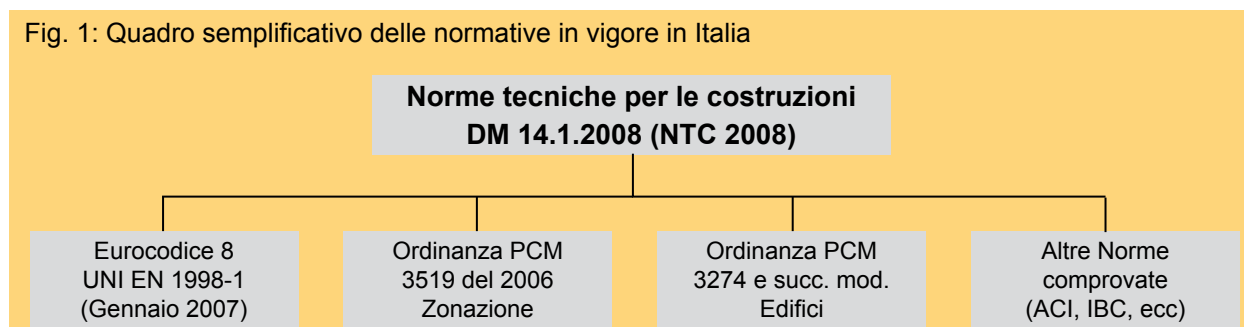 Fig. 1: Quadro semplificativo delle normative in vigore in Italia
Norme tecniche per le costruzioni
DM 14.1.2008 (NTC 2008)
Eurocodice 8
UNI EN 1998-1
(Gennaio 2007)
Ordinanza PCM
3519 del 2006
Zonazione
Ordinanza PCM
3274 e succ. mod.
Edifici
Altre Norme
comprovate
(ACI, IBC, ecc)